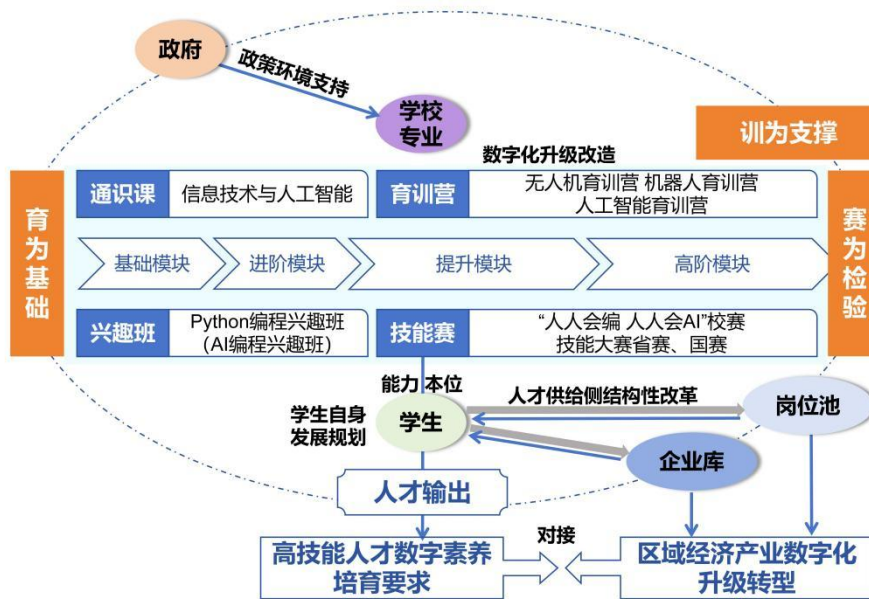 政府
政策环境支持
学校
专业
训为支撑
数字化升级改造
育为基础
通识课
信息技术与人工智能
育训营
无人机育训营 机器人育训营
人工智能育训营
赛为检验
基础模块
进阶模块
提升模块
高阶模块
兴趣班
Python编程兴趣班
（AI编程兴趣班）
技能赛
“人人会编 人人会AI”校赛
技能大赛省赛、国赛
能力 本位
学生自身
发展规划
学生
人才供给侧结构性改革
岗位池
企业库
人才输出
高技能人才数字素养
培育要求
对接
区域经济产业数字化
升级转型